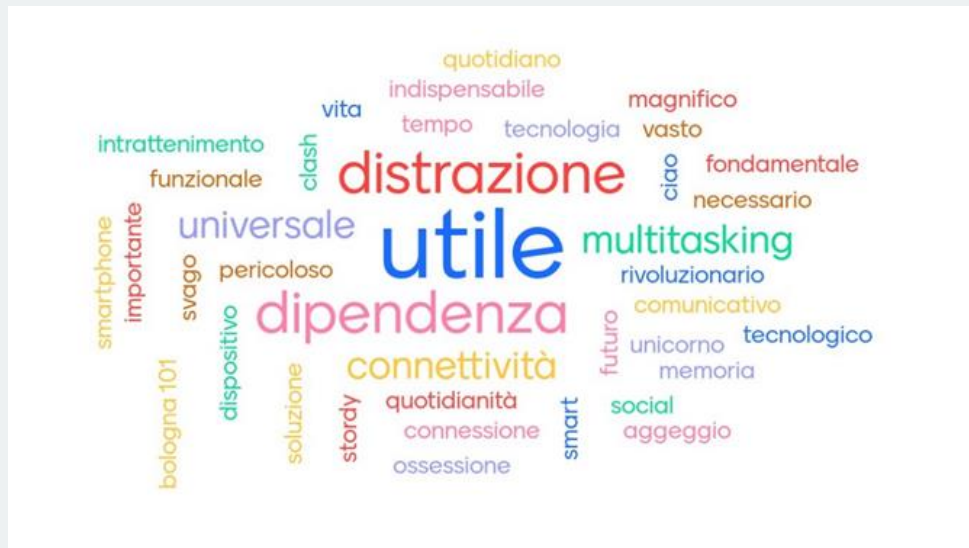 quotidiano
indispensabile
magnifico
vita
tempo
tecnologia
vasto
intrattenimento
clash
distrazione
ciao
fondamentale
funzionale
necessario
smartphone
importante
universale
utile
multitasking
svago
pericoloso
rivoluzionario
dipendenza
comunicativo
dispositivo
futuro
unicorno
tecnologico
connettività
memoria
bologna 101
soluzione
stordy
quotidianità
smart
social
connessione
aggeggio
ossessione